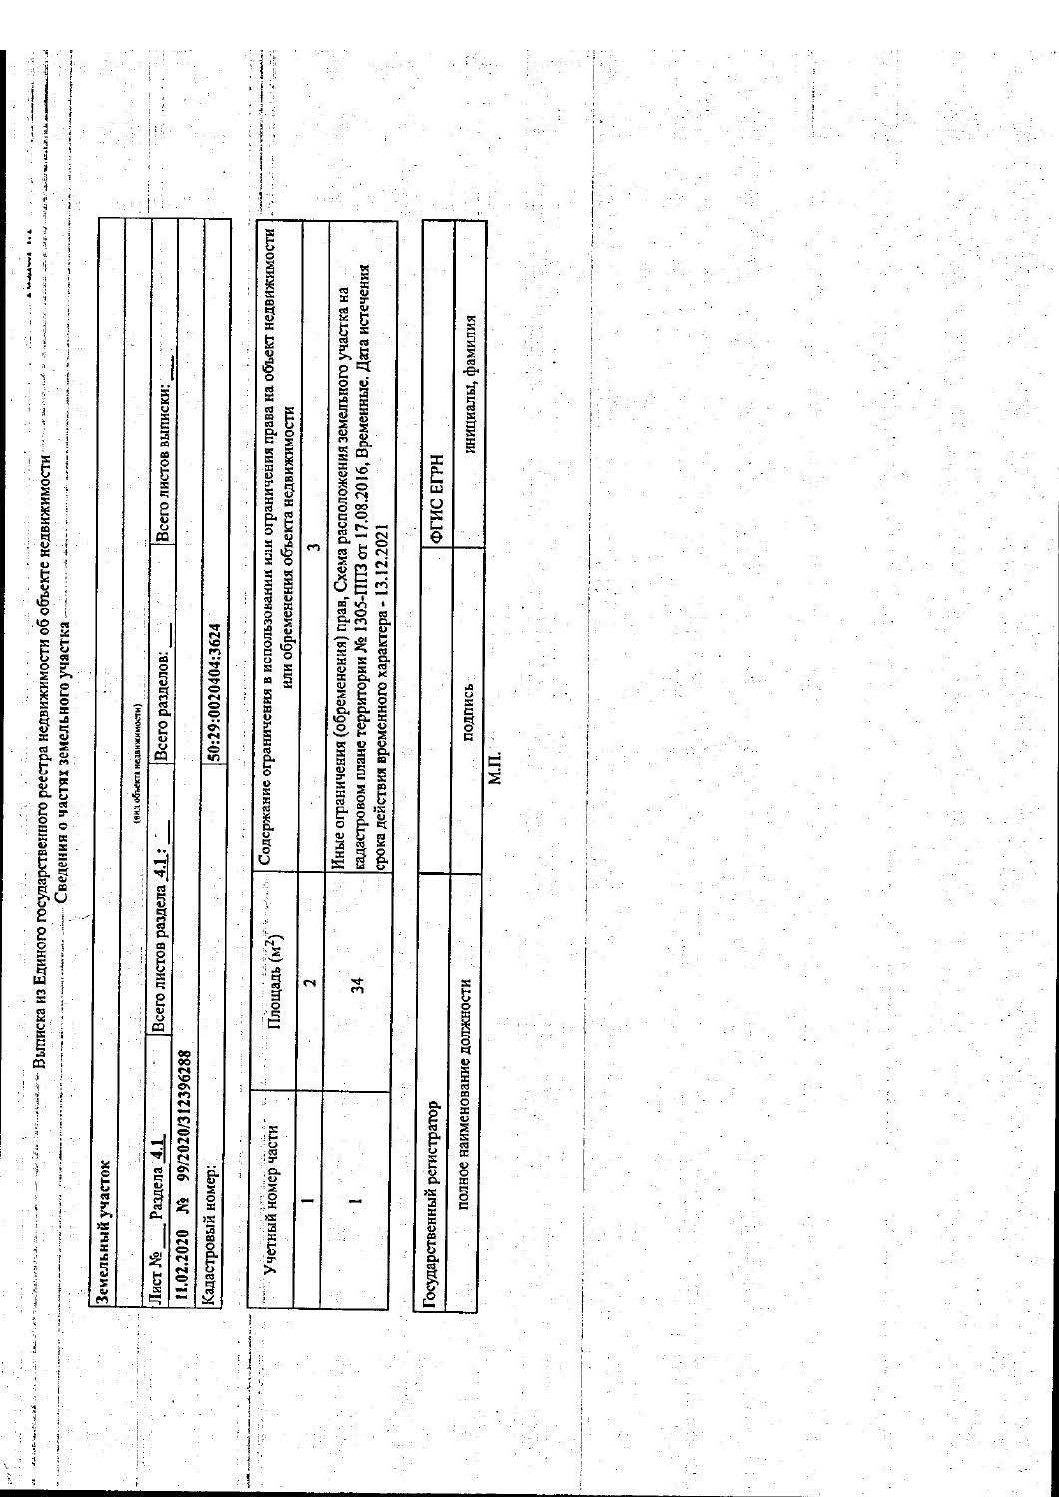 Выписка из Единого государственного реестра недвижимости об объекте недвижимости
Сведения о частях земельного участка
Земельный участок
(вид объекта недвижимости)
Лист № ___ Раздела 4.1 Всего листов раздела 4.1: ___ Всего разделов: ___ Всего листов выписки: ___
11.02.2020 № 99/2020/312396288
Кадастровый номер: 50:29:0020404:3624
Учетный номер части Площадь (м²) Содержание ограничения в использовании или ограничения права на объект недвижимости
или обременения объекта недвижимости
1 2 3
1 34 Иные ограничения (обременения) прав, Схема расположения земельного участка на
кадастровом плане территории № 1305-ППЗ от 17.08.2016, Временные. Дата истечения
срока действия временного характера - 13.12.2021
Государственный регистратор ФГИС ЕГРН
полное наименование должности подпись инициалы, фамилия
М.П.